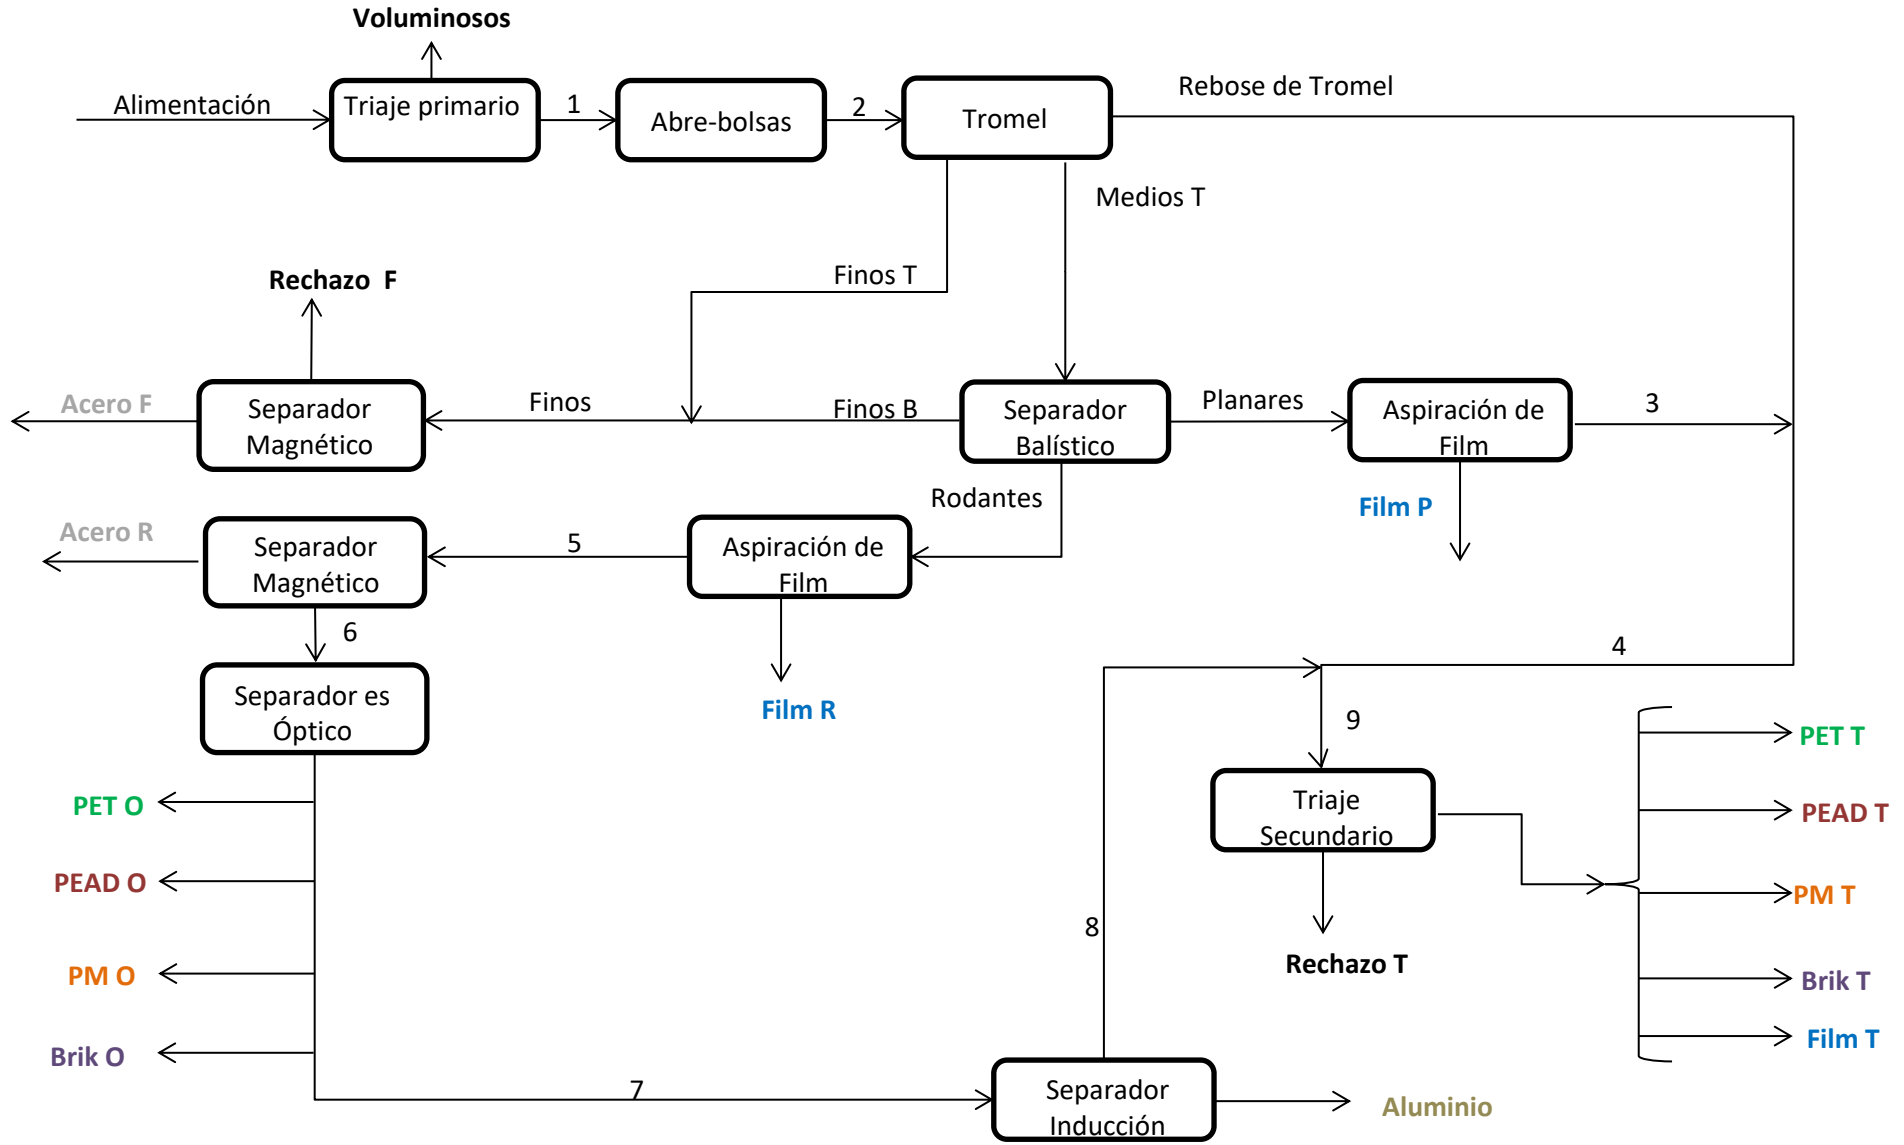 Voluminosos
Alimentación
Triaje primario
1
Abre-bolsas
2
Tromel
Rebose de Tromel
Medios T
Finos T
Rechazo  F
Acero F
Separador
Magnético
Finos
Finos B
Separador
Balístico
Planares
Aspiración de
Film
3
Rodantes
Film P
Acero R
Separador
Magnético
5
Aspiración de
Film
6
Film R
4
Separador es
Óptico
9
PET T
PET O
Triaje
Secundario
PEAD T
PEAD O
PM T
8
Rechazo T
PM O
Brik T
Brik O
Film T
7
Separador
Inducción
Aluminio